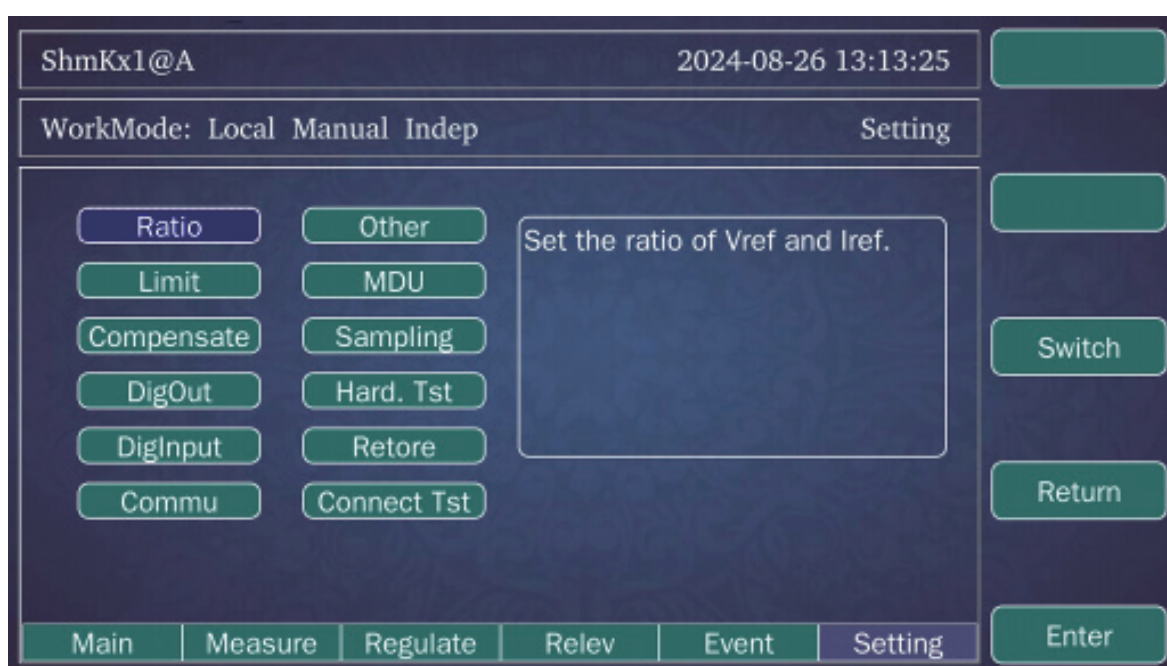 ShmKx1@A 2024-08-26 13:13:25
WorkMode: Local Manual Indep Setting
Ratio Other
Set the ratio of Vref and Iref.
Limit MDU
Compensate Sampling
Switch
DigOut Hard. Tst
DigInput Retore
Commu Connect Tst
Return
Main Measure Regulate Relev Event Setting
Enter